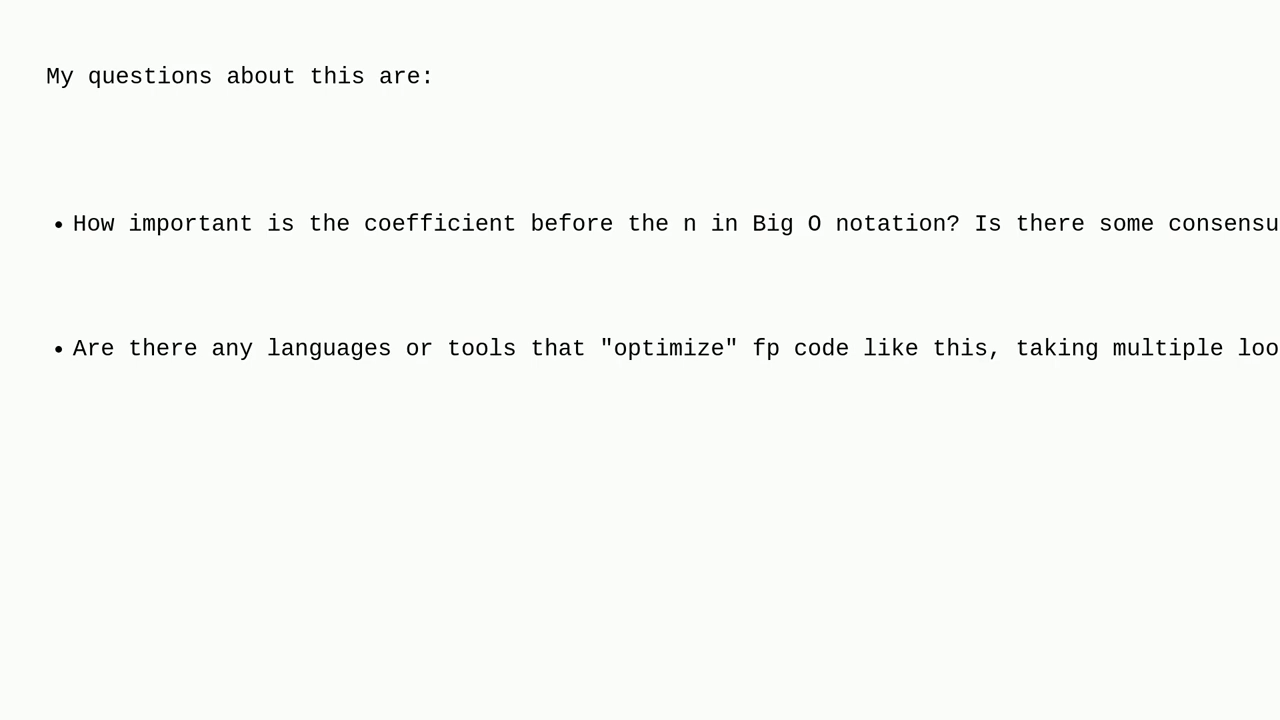 My questions about this are:
• How important is the coefficient before the n in Big O notation? Is there some consensu
• Are there any languages or tools that "optimize" fp code like this, taking multiple loo